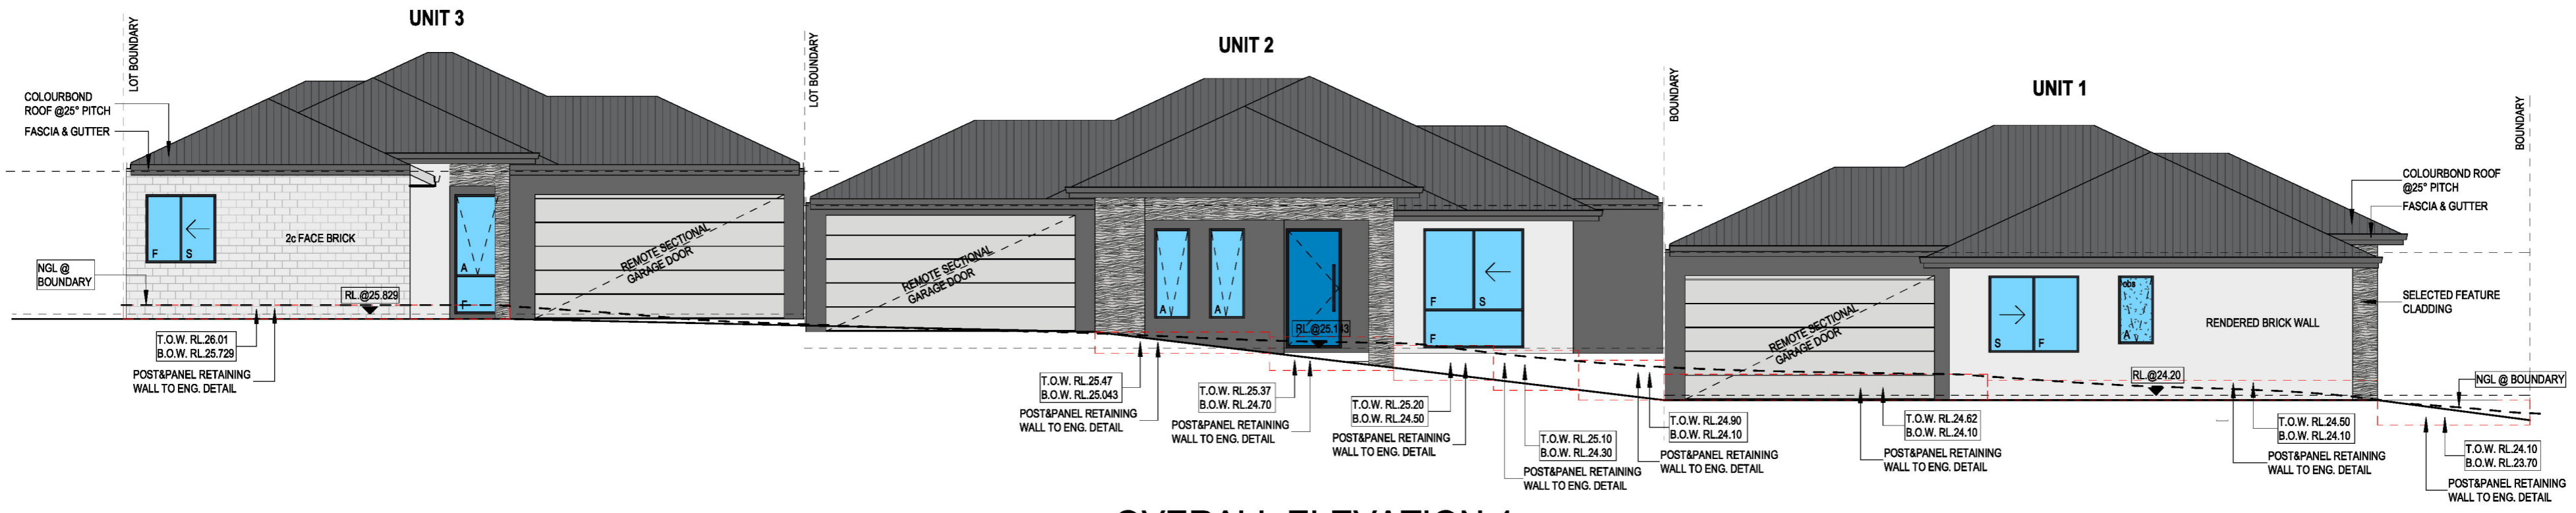 UNIT 3
LOT BOUNDARY
COLOURBOND
ROOF @25° PITCH
FASCIA & GUTTER
F S
2c FACE BRICK
NGL @
BOUNDARY
RL.@25.829
A
F
REMOTE SECTIONAL
GARAGE DOOR
T.O.W. RL.26.01
B.O.W. RL.25.729
POST&PANEL RETAINING
WALL TO ENG. DETAIL
UNIT 2
LOT BOUNDARY
REMOTE SECTIONAL
GARAGE DOOR
A
A
RL.@25.143
F S
F
T.O.W. RL.25.47
B.O.W. RL.25.043
POST&PANEL RETAINING
WALL TO ENG. DETAIL
T.O.W. RL.25.37
B.O.W. RL.24.70
POST&PANEL RETAINING
WALL TO ENG. DETAIL
T.O.W. RL.25.20
B.O.W. RL.24.50
POST&PANEL RETAINING
WALL TO ENG. DETAIL
T.O.W. RL.25.10
B.O.W. RL.24.30
POST&PANEL RETAINING
WALL TO ENG. DETAIL
T.O.W. RL.24.90
B.O.W. RL.24.10
POST&PANEL RETAINING
WALL TO ENG. DETAIL
UNIT 1
BOUNDARY
BOUNDARY
COLOURBOND ROOF
@25° PITCH
FASCIA & GUTTER
REMOTE SECTIONAL
GARAGE DOOR
S F
obs
A
RENDERED BRICK WALL
SELECTED FEATURE
CLADDING
RL.@24.20
NGL @ BOUNDARY
T.O.W. RL.24.62
B.O.W. RL.24.10
POST&PANEL RETAINING
WALL TO ENG. DETAIL
T.O.W. RL.24.50
B.O.W. RL.24.10
POST&PANEL RETAINING
WALL TO ENG. DETAIL
T.O.W. RL.24.10
B.O.W. RL.23.70
POST&PANEL RETAINING
WALL TO ENG. DETAIL
OVERALL ELEVATION 1